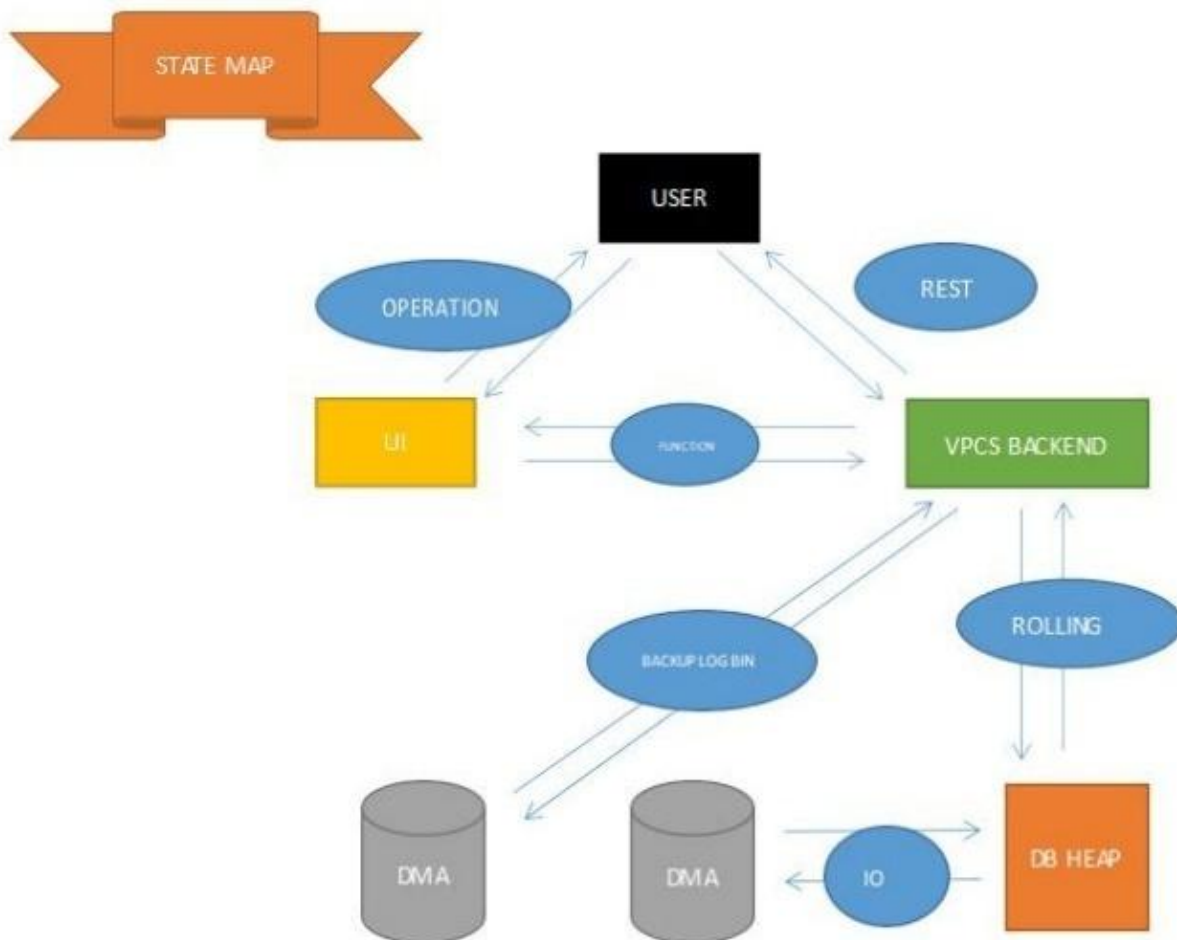 STATE MAP
USER
OPERATION
REST
UI
FUNCTION
VPCS BACKEND
ROLLING
BACKUP LOG BIN
DMA
DMA
IO
DB HEAP